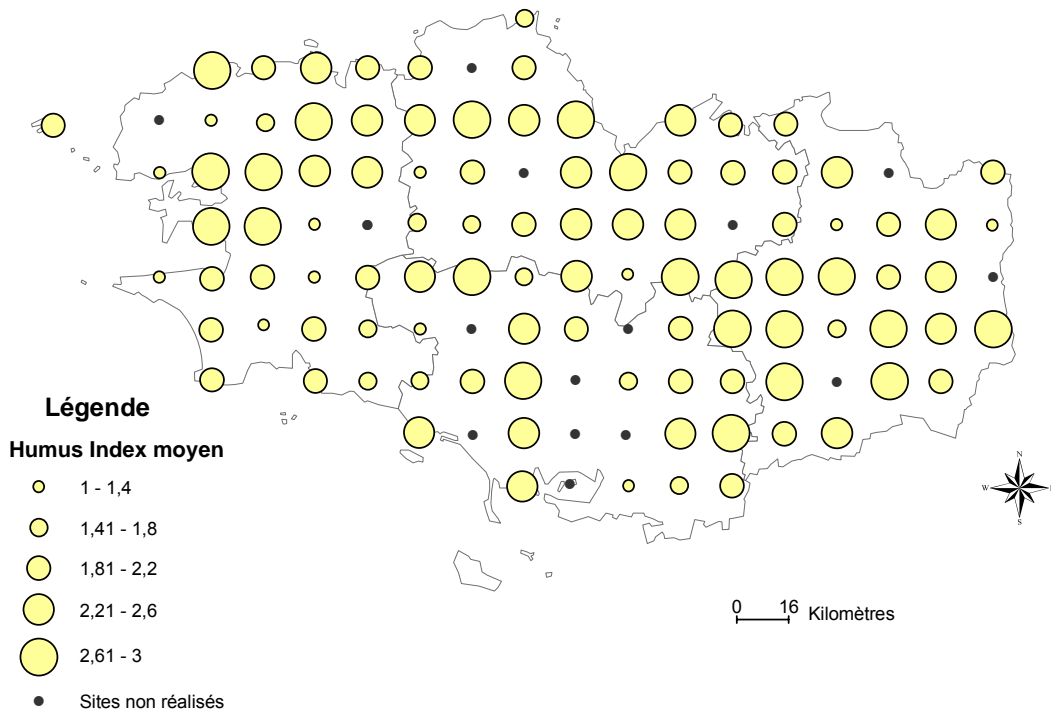 Légende
Humus Index moyen
1 - 1,4
1,41 - 1,8
1,81 - 2,2
2,21 - 2,6
2,61 - 3
Sites non réalisés
N
W
S
0 16 Kilomètres